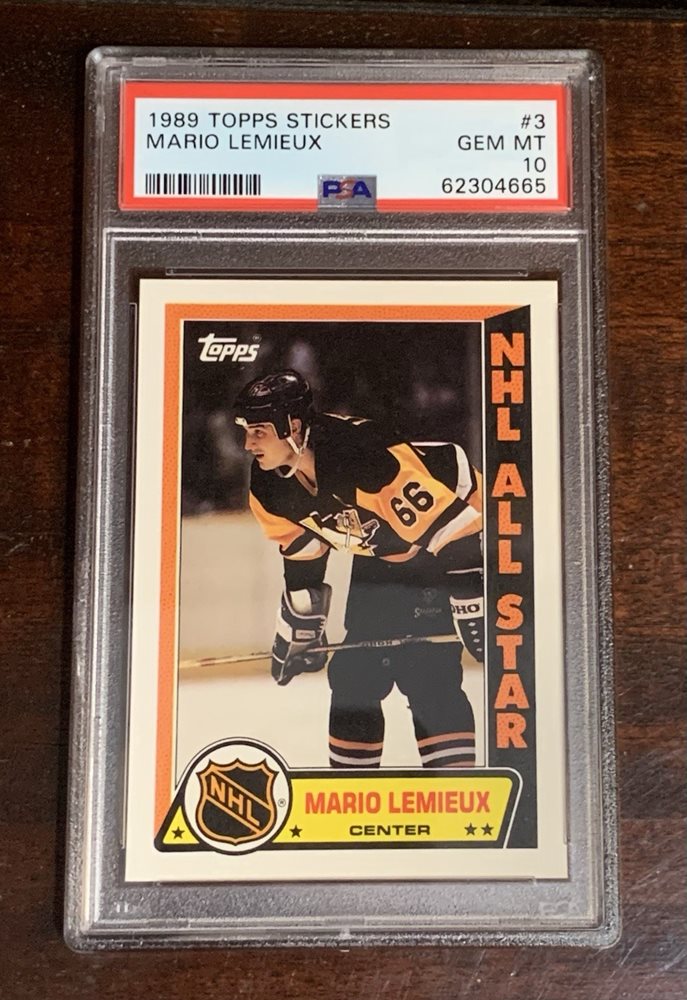 1989 TOPPS STICKERS #3
MARIO LEMIEUX GEM MT
10
PSA 62304665
topps
NHL ALL STAR
66
NHL
MARIO LEMIEUX
CENTER